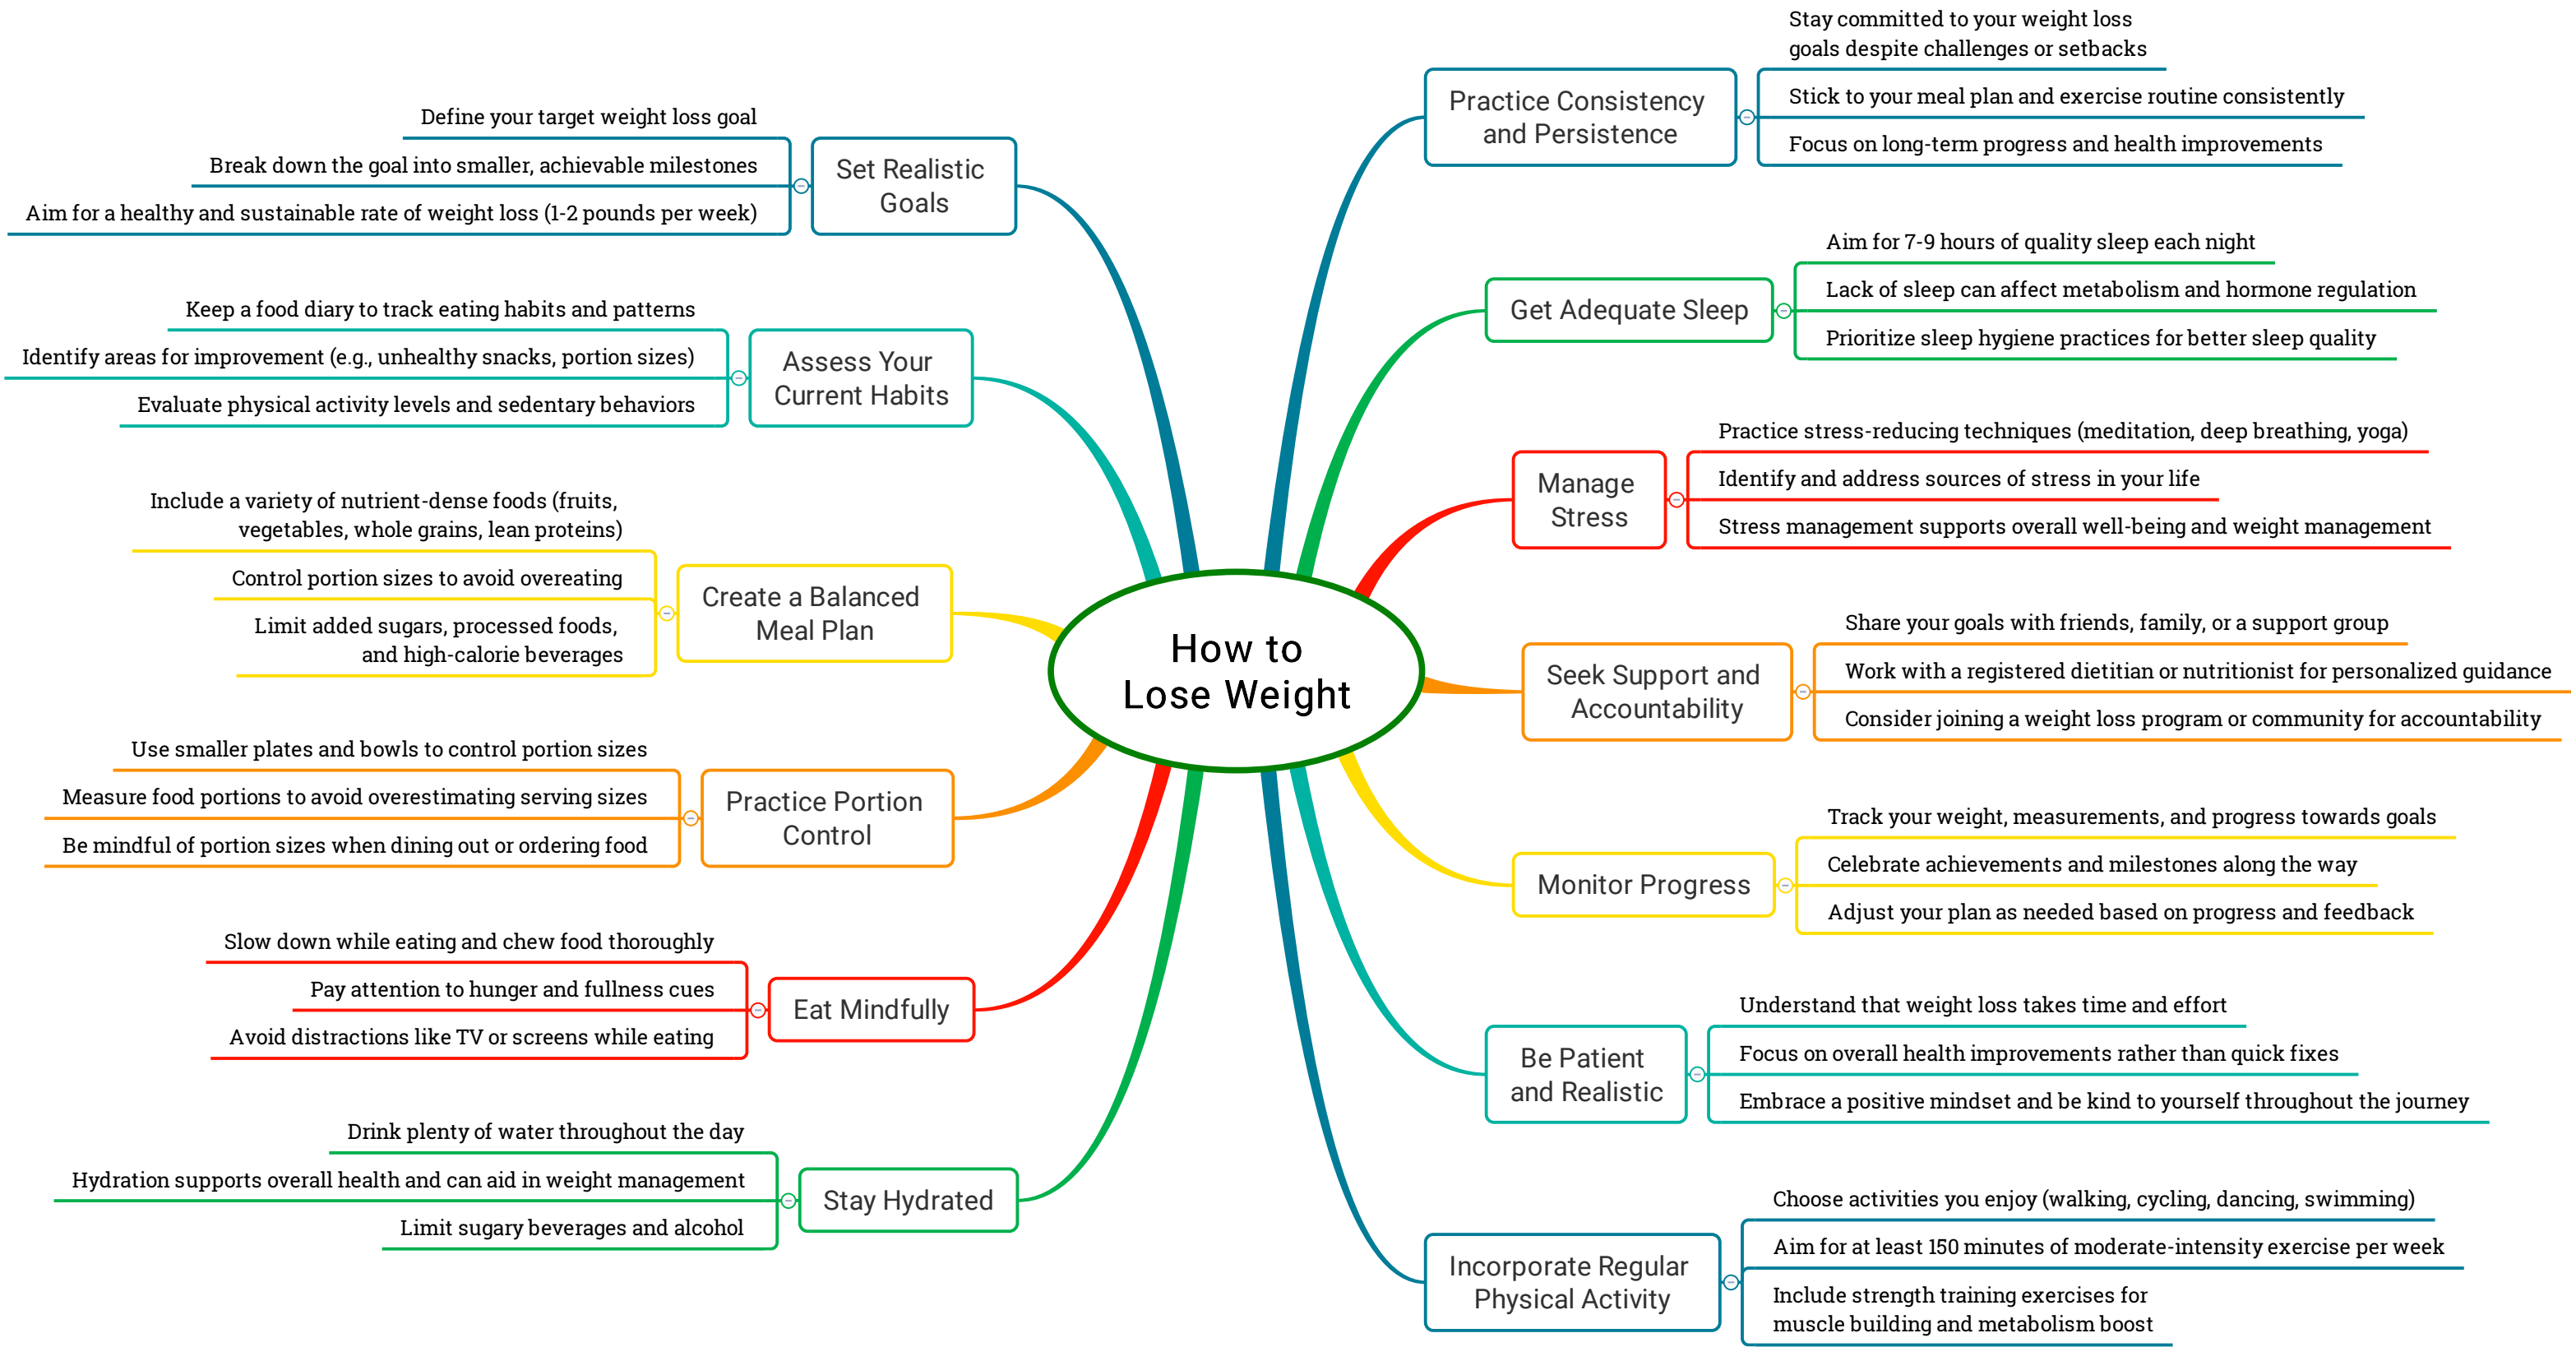 How to
Lose Weight
Set Realistic
Goals
Define your target weight loss goal
Break down the goal into smaller, achievable milestones
Aim for a healthy and sustainable rate of weight loss (1-2 pounds per week)
Assess Your
Current Habits
Keep a food diary to track eating habits and patterns
Identify areas for improvement (e.g., unhealthy snacks, portion sizes)
Evaluate physical activity levels and sedentary behaviors
Create a Balanced
Meal Plan
Include a variety of nutrient-dense foods (fruits,
vegetables, whole grains, lean proteins)
Control portion sizes to avoid overeating
Limit added sugars, processed foods,
and high-calorie beverages
Practice Portion
Control
Use smaller plates and bowls to control portion sizes
Measure food portions to avoid overestimating serving sizes
Be mindful of portion sizes when dining out or ordering food
Eat Mindfully
Slow down while eating and chew food thoroughly
Pay attention to hunger and fullness cues
Avoid distractions like TV or screens while eating
Stay Hydrated
Drink plenty of water throughout the day
Hydration supports overall health and can aid in weight management
Limit sugary beverages and alcohol
Practice Consistency
and Persistence
Stay committed to your weight loss
goals despite challenges or setbacks
Stick to your meal plan and exercise routine consistently
Focus on long-term progress and health improvements
Get Adequate Sleep
Aim for 7-9 hours of quality sleep each night
Lack of sleep can affect metabolism and hormone regulation
Prioritize sleep hygiene practices for better sleep quality
Manage
Stress
Practice stress-reducing techniques (meditation, deep breathing, yoga)
Identify and address sources of stress in your life
Stress management supports overall well-being and weight management
Seek Support and
Accountability
Share your goals with friends, family, or a support group
Work with a registered dietitian or nutritionist for personalized guidance
Consider joining a weight loss program or community for accountability
Monitor Progress
Track your weight, measurements, and progress towards goals
Celebrate achievements and milestones along the way
Adjust your plan as needed based on progress and feedback
Be Patient
and Realistic
Understand that weight loss takes time and effort
Focus on overall health improvements rather than quick fixes
Embrace a positive mindset and be kind to yourself throughout the journey
Incorporate Regular
Physical Activity
Choose activities you enjoy (walking, cycling, dancing, swimming)
Aim for at least 150 minutes of moderate-intensity exercise per week
Include strength training exercises for
muscle building and metabolism boost